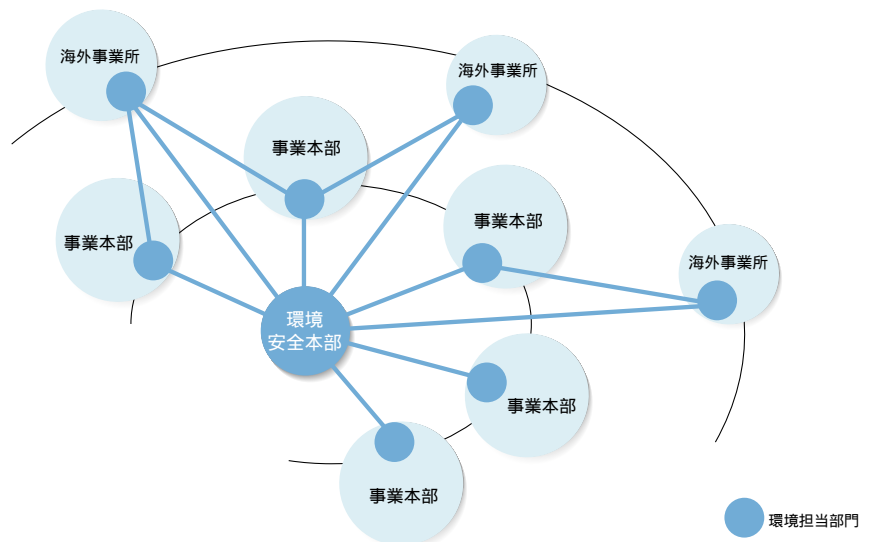 海外事業所
海外事業所
事業本部
事業本部
事業本部
海外事業所
環境
安全本部
事業本部
事業本部
環境担当部門